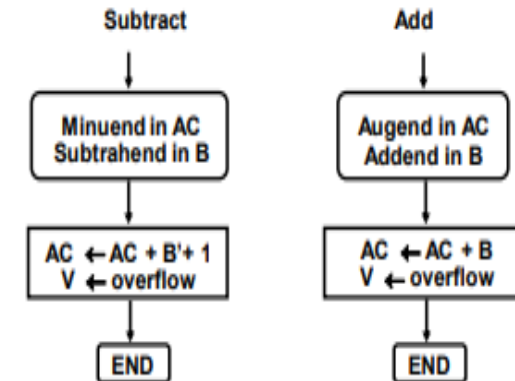 Subtract
Minuend in AC
Subtrahend in B
AC ← AC + B'+ 1
V ← overflow
END
Add
Augend in AC
Addend in B
AC ← AC + B
V ← overflow
END